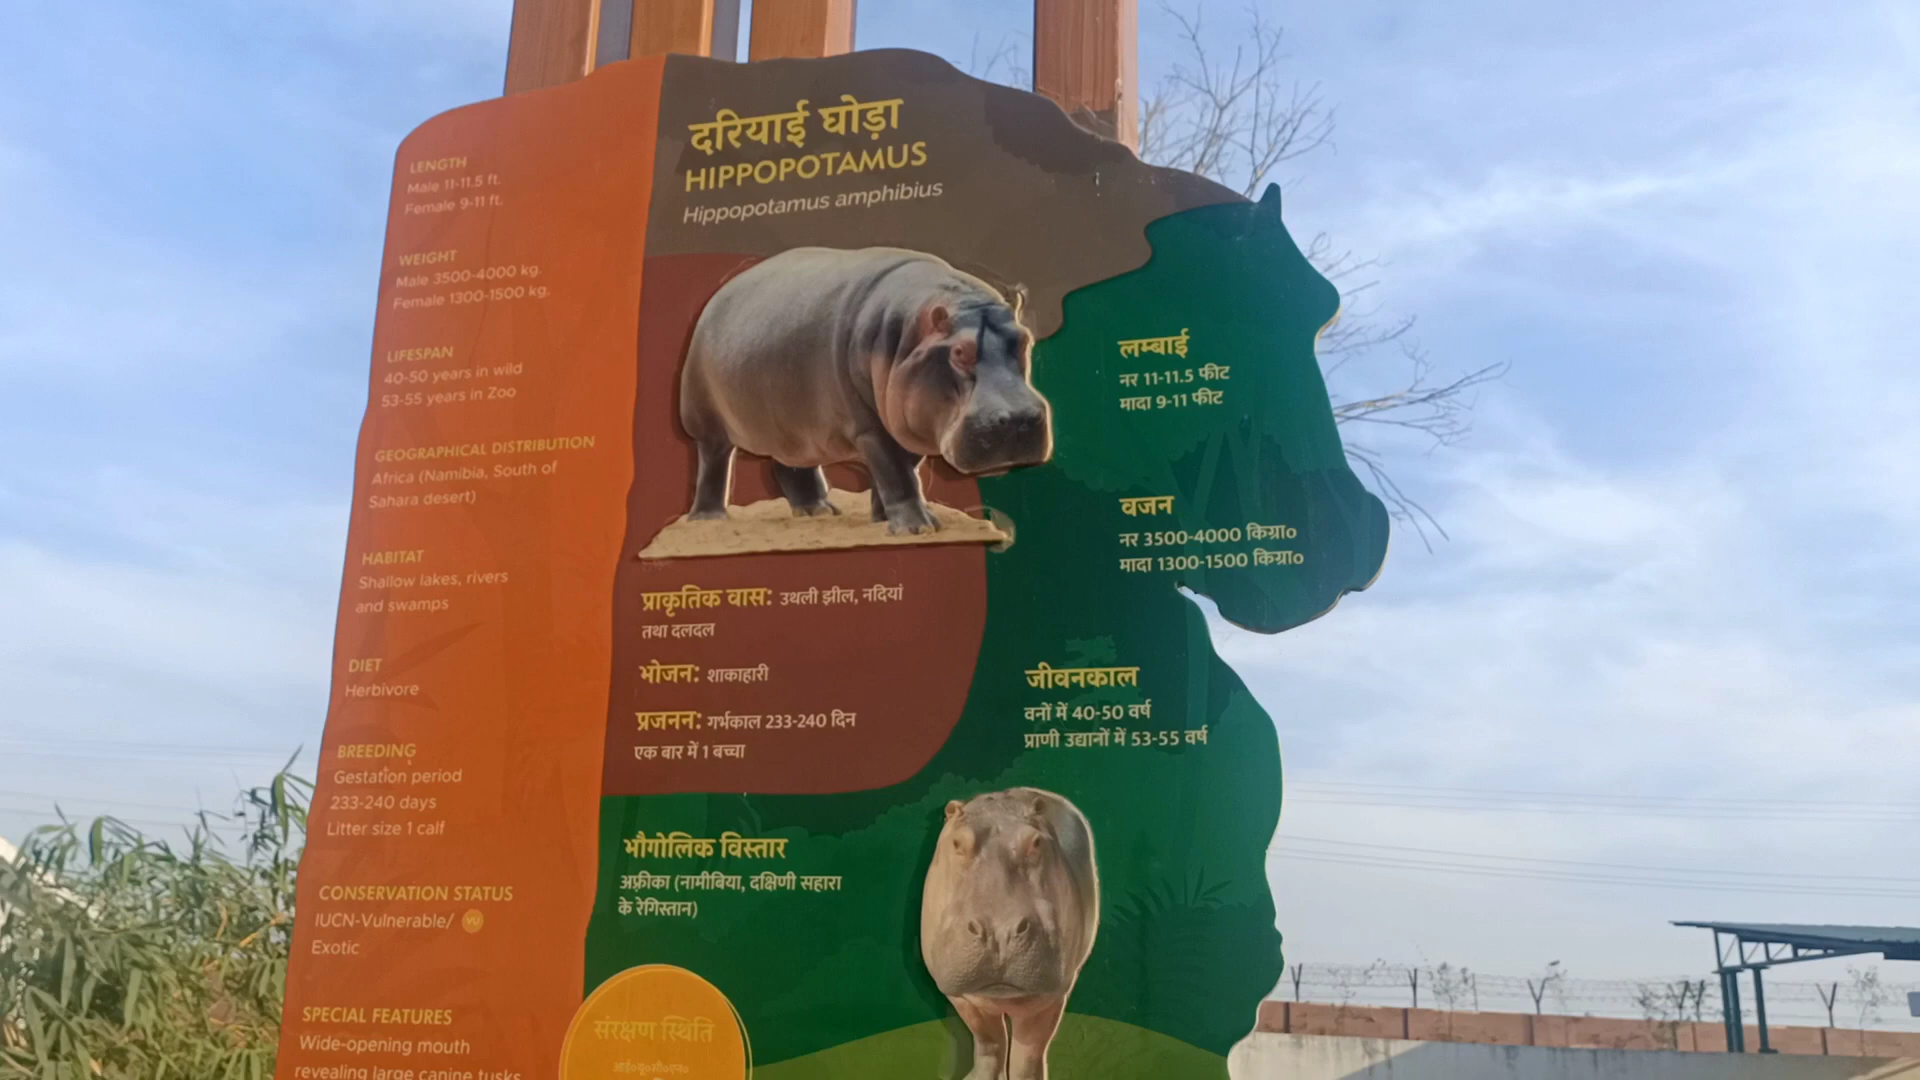 दरियाई घोड़ा
HIPPOPOTAMUS
Hippopotamus amphibius
LENGTH
Male 11-11.5 ft.
Female 9-11 ft.
WEIGHT
Male 3500-4000 kg.
Female 1300-1500 kg.
LIFESPAN
40-50 years in wild
53-55 years in Zoo
GEOGRAPHICAL DISTRIBUTION
Africa (Namibia, South of
Sahara desert)
HABITAT
Shallow lakes, rivers
and swamps
DIET
Herbivore
BREEDING
Gestation period
233-240 days
Litter size 1 calf
CONSERVATION STATUS
IUCN-Vulnerable/ VU
Exotic
SPECIAL FEATURES
Wide-opening mouth
revealing large canine tusks
लम्बाई
नर 11-11.5 फीट
मादा 9-11 फीट
वजन
नर 3500-4000 किग्रा०
मादा 1300-1500 किग्रा०
प्राकृतिक वास: उथली झील, नदियां
तथा दलदल
भोजन: शाकाहारी
प्रजनन: गर्भकाल 233-240 दिन
एक बार में 1 बच्चा
जीवनकाल
वनों में 40-50 वर्ष
प्राणी उद्यानों में 53-55 वर्ष
भौगोलिक विस्तार
अफ्रीका (नामीबिया, दक्षिणी सहारा
के रेगिस्तान)
संरक्षण स्थिति
आई०यू०सी०एन०